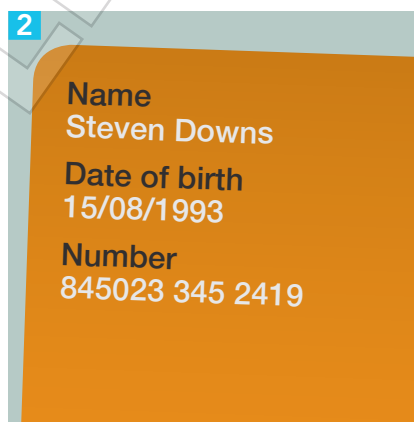 2
Name
Steven Downs
Date of birth
15/08/1993
Number
845023 345 2419